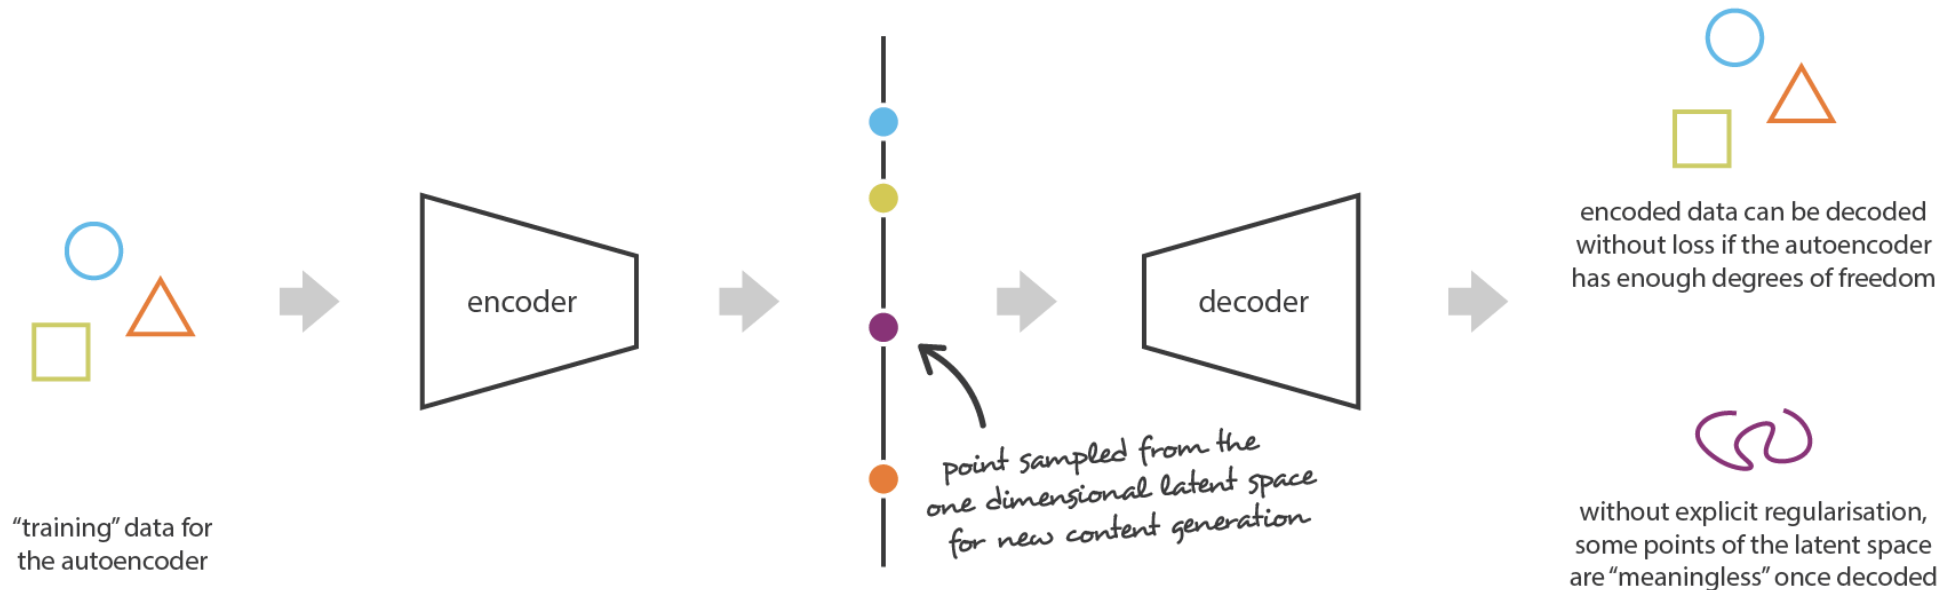 "training" data for
the autoencoder
encoder
point sampled from the
one dimensional latent space
for new content generation
decoder
encoded data can be decoded
without loss if the autoencoder
has enough degrees of freedom
without explicit regularisation,
some points of the latent space
are "meaningless" once decoded